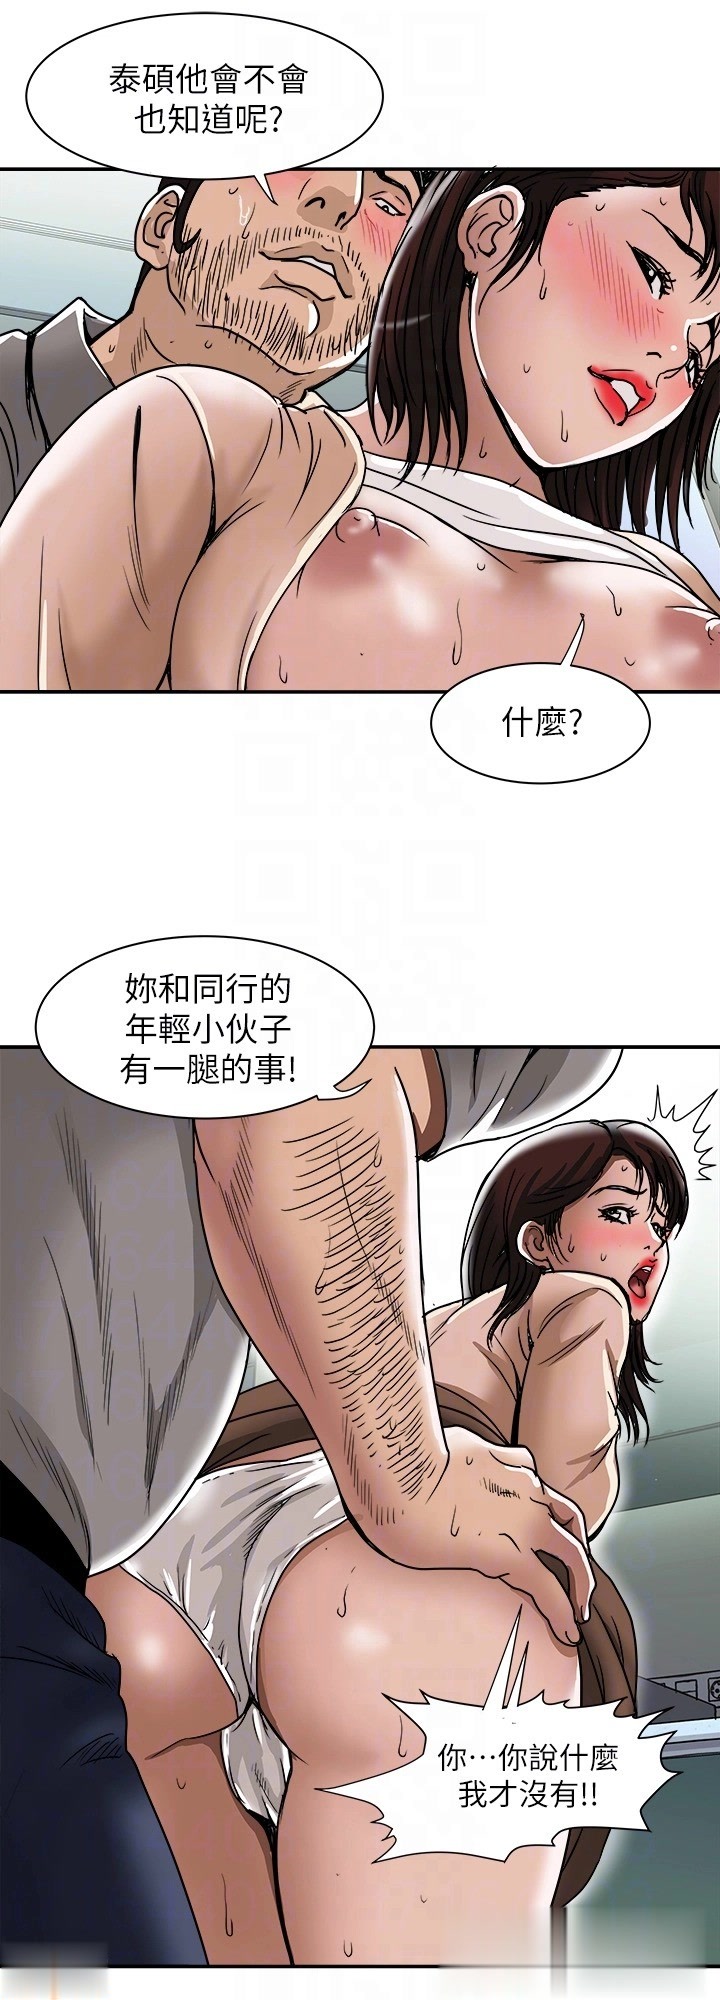 泰碩他會不會
也知道呢?
什麼?
妳和同行的
年輕小伙子
有一腿的事!
你…你說什麼
我才沒有!!